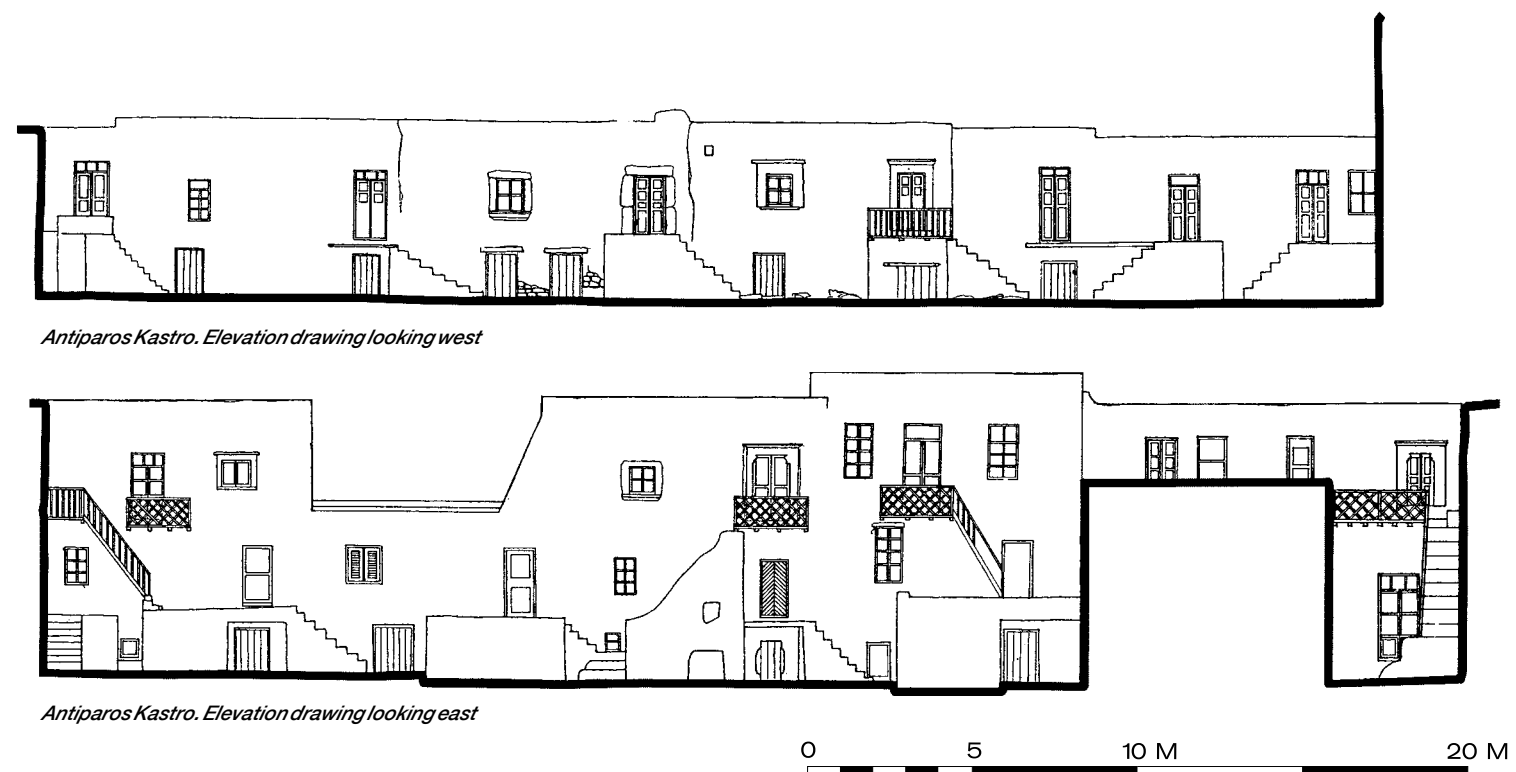 Antiparos Kastro. Elevation drawing looking west
Antiparos Kastro. Elevation drawing looking east
0 5 10 M 20 M